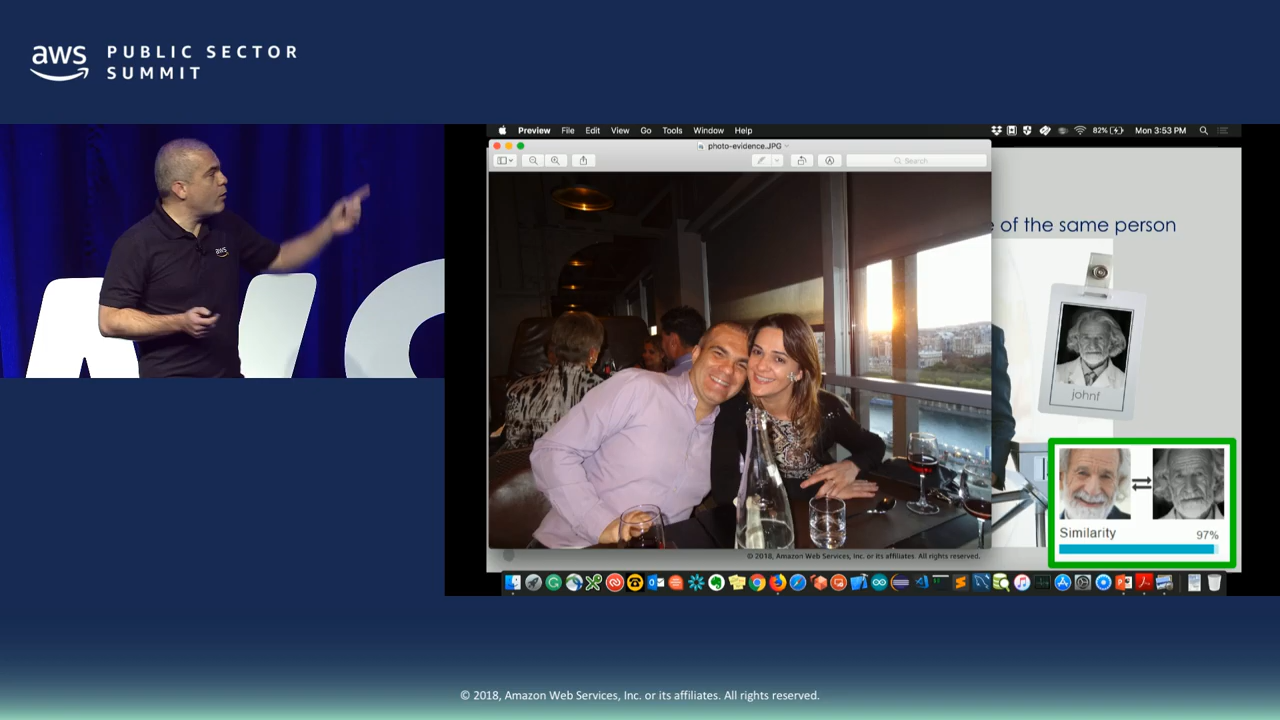 aws PUBLIC SECTOR
SUMMIT
aws
Preview File Edit View Go Tools Window Help
82% Mon 3:53 PM
photo-evidence.JPG
Search
of the same person
johnf
Similarity 97%
© 2018, Amazon Web Services, Inc. or its affiliates. All rights reserved.
© 2018, Amazon Web Services, Inc. or its affiliates. All rights reserved.